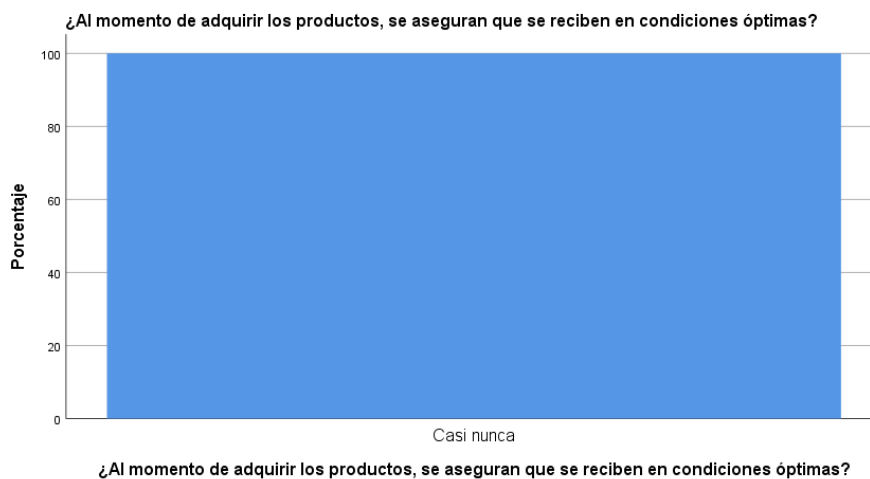 ¿Al momento de adquirir los productos, se aseguran que se reciben en condiciones óptimas?
100
80
60
40
20
0
Porcentaje
Casi nunca
¿Al momento de adquirir los productos, se aseguran que se reciben en condiciones óptimas?